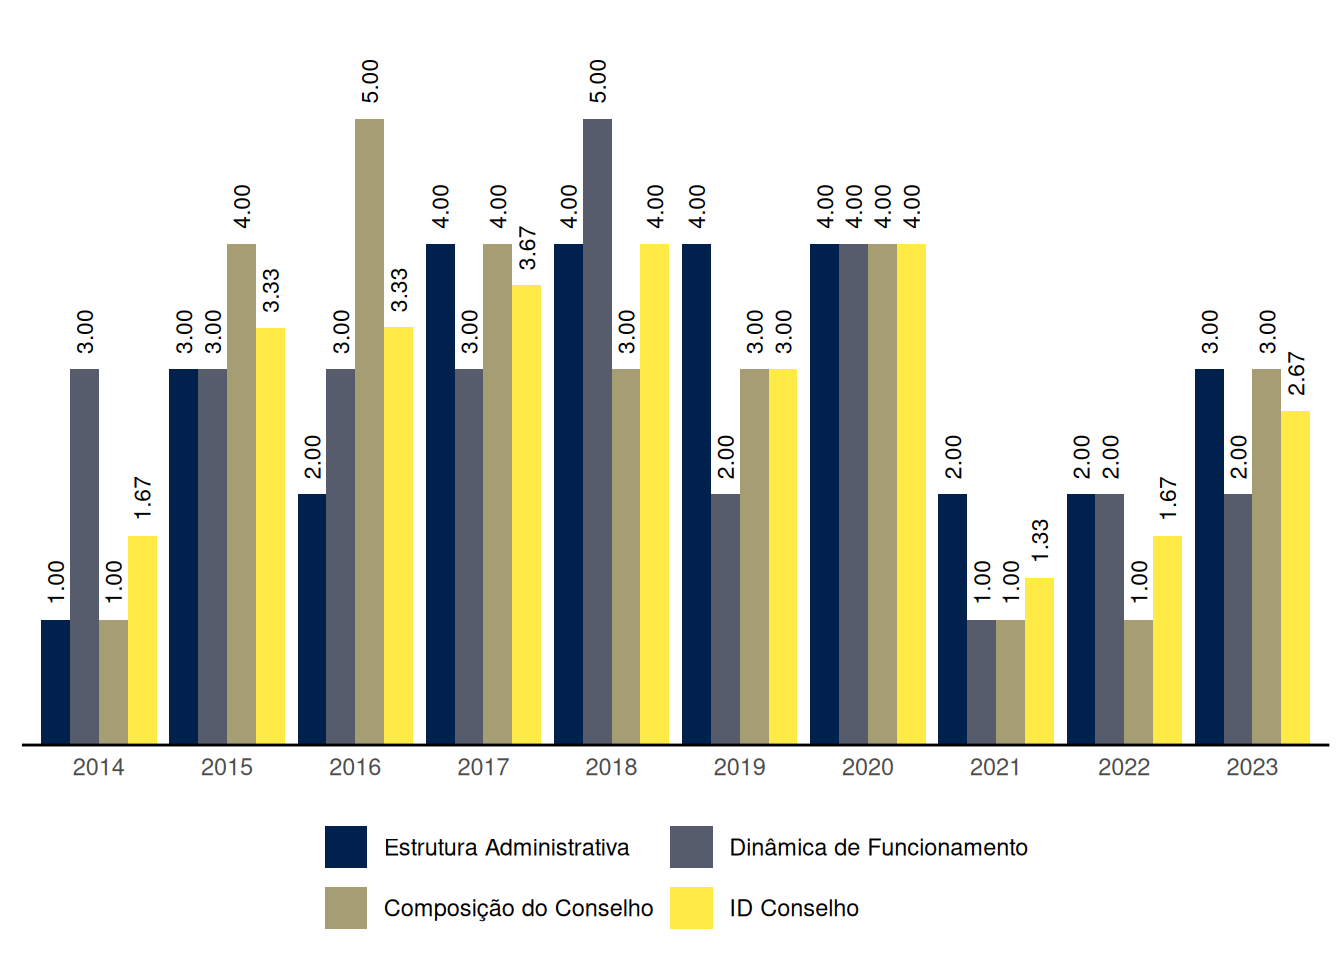 1.00 3.00 1.00 1.67
3.00 3.00 4.00 3.33
2.00 3.00 5.00 3.33
4.00 3.00 4.00 3.67
4.00 5.00 3.00 4.00
4.00 2.00 3.00 3.00
4.00 4.00 4.00 4.00
2.00 1.00 1.00 1.33
2.00 2.00 1.00 1.67
3.00 2.00 3.00 2.67
2014 2015 2016 2017 2018 2019 2020 2021 2022 2023
Estrutura Administrativa Dinâmica de Funcionamento
Composição do Conselho ID Conselho